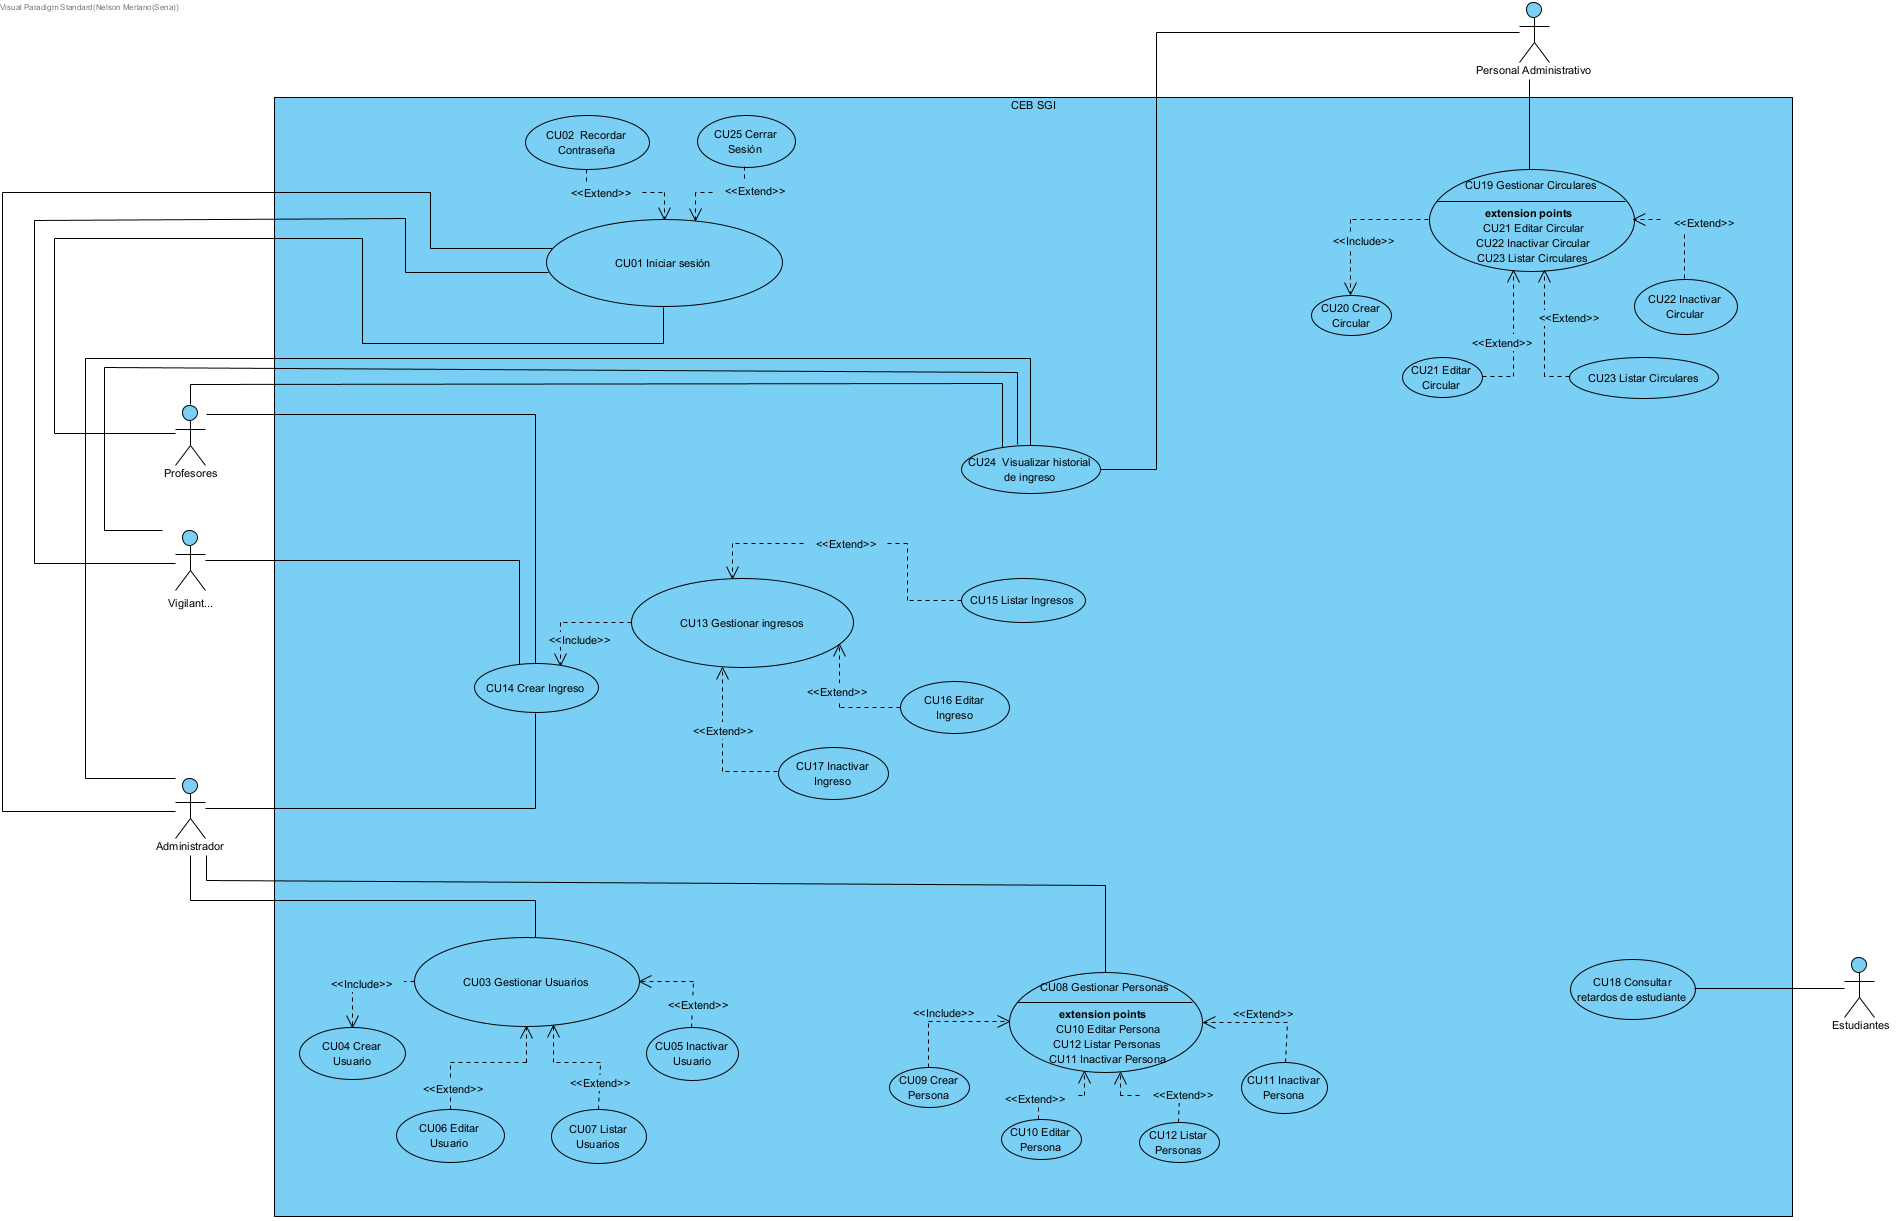 Visual Paradigm Standard(Nelson Merlano(Sena))
Personal Administrativo
CEB SGI
CU02  Recordar
Contraseña
CU25 Cerrar
Sesión
<<Extend>>
<<Extend>>
CU01 Iniciar sesión
CU19 Gestionar Circulares
extension points
CU21 Editar Circular
CU22 Inactivar Circular
CU23 Listar Circulares
<<Include>>
<<Extend>>
CU20 Crear
Circular
CU22 Inactivar
Circular
<<Extend>>
<<Extend>>
CU21 Editar
Circular
CU23 Listar Circulares
Profesores
CU24  Visualizar historial
de ingreso
Vigilant...
<<Extend>>
CU15 Listar Ingresos
CU13 Gestionar ingresos
<<Include>>
CU14 Crear Ingreso
<<Extend>>
CU16 Editar
Ingreso
<<Extend>>
CU17 Inactivar
Ingreso
Administrador
CU03 Gestionar Usuarios
<<Include>>
<<Extend>>
CU04 Crear
Usuario
CU05 Inactivar
Usuario
<<Extend>>
<<Extend>>
CU06 Editar
Usuario
CU07 Listar
Usuarios
CU08 Gestionar Personas
extension points
CU10 Editar Persona
CU12 Listar Personas
CU11 Inactivar Persona
<<Include>>
<<Extend>>
CU09 Crear
Persona
CU11 Inactivar
Persona
<<Extend>>
<<Extend>>
CU10 Editar
Persona
CU12 Listar
Personas
CU18 Consultar
retardos de estudiante
Estudiantes